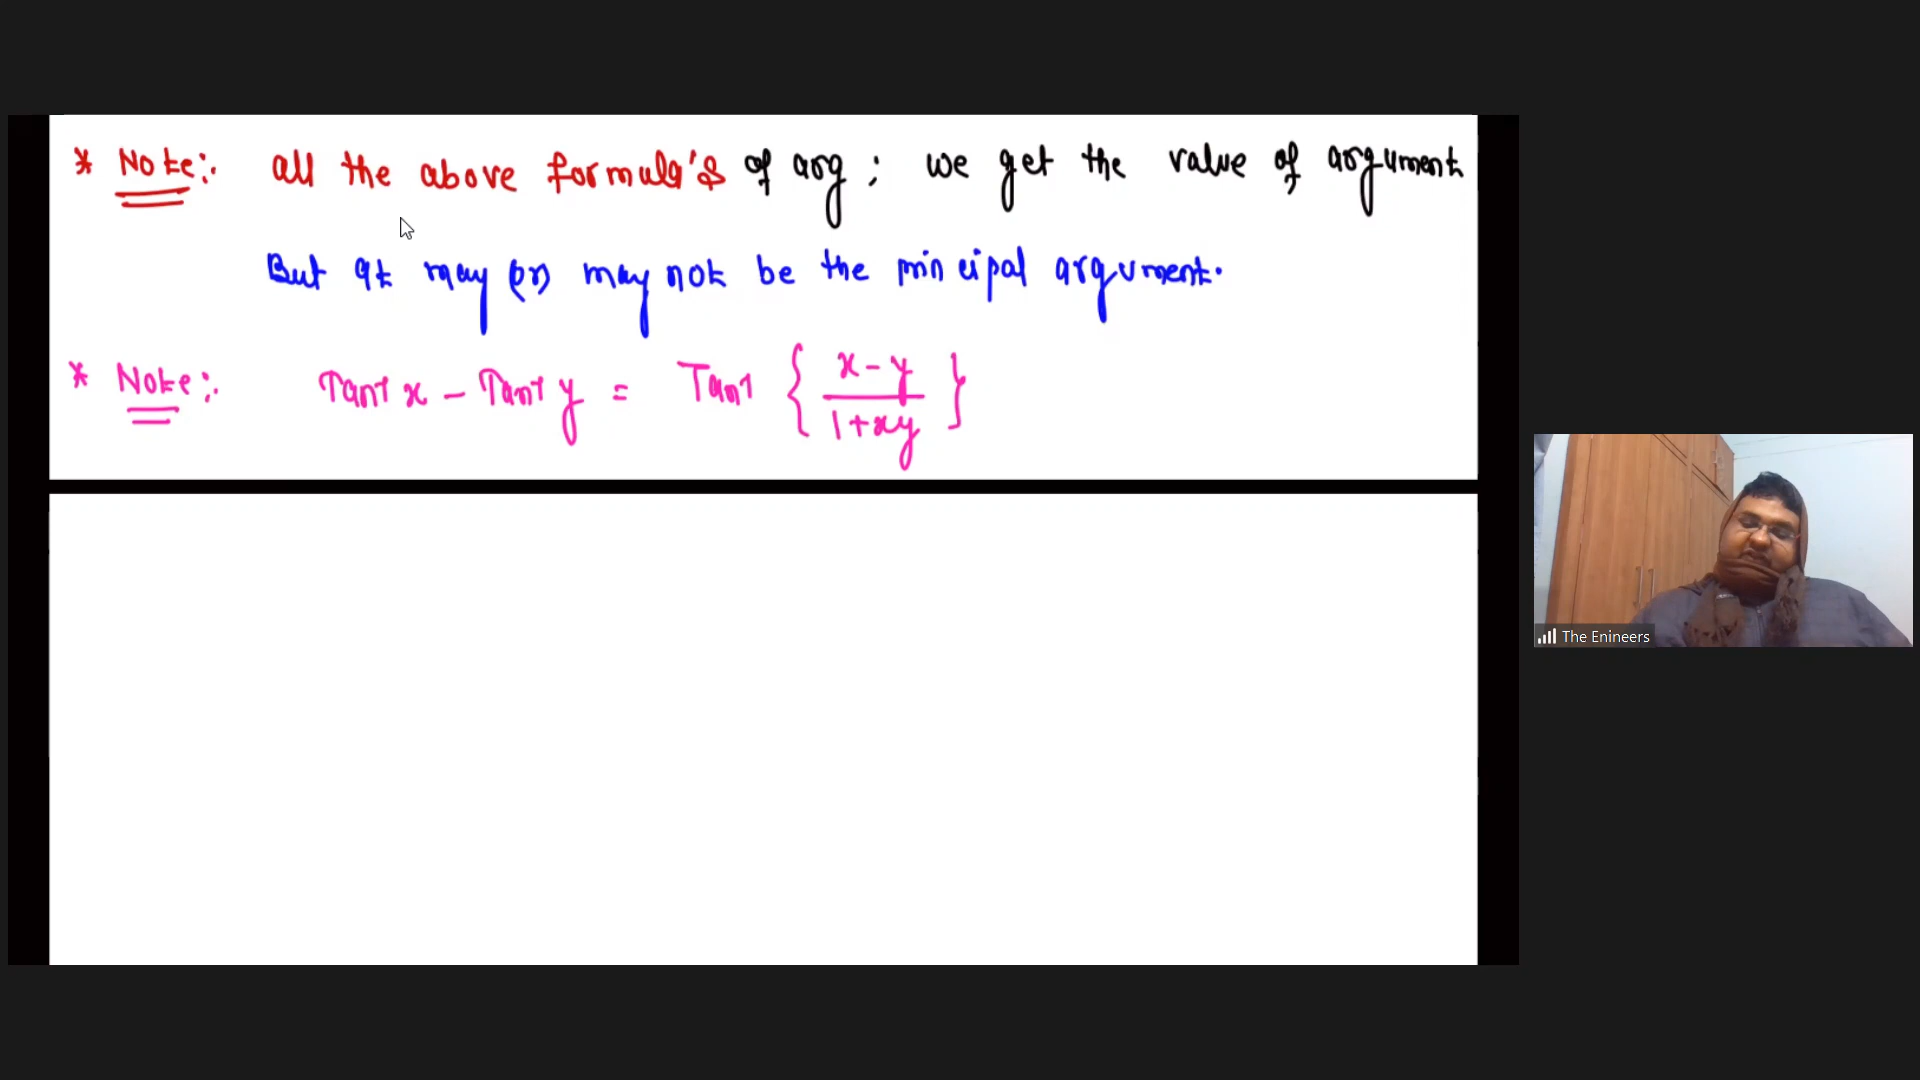 * Note:- all the above formula's of arg ; we get the value of argument
But it may (or) may not be the principal argument.
* Note:- Tan⁻¹ x - Tan⁻¹ y = Tan⁻¹ { (x - y) / (1 + xy) }
The Enineers